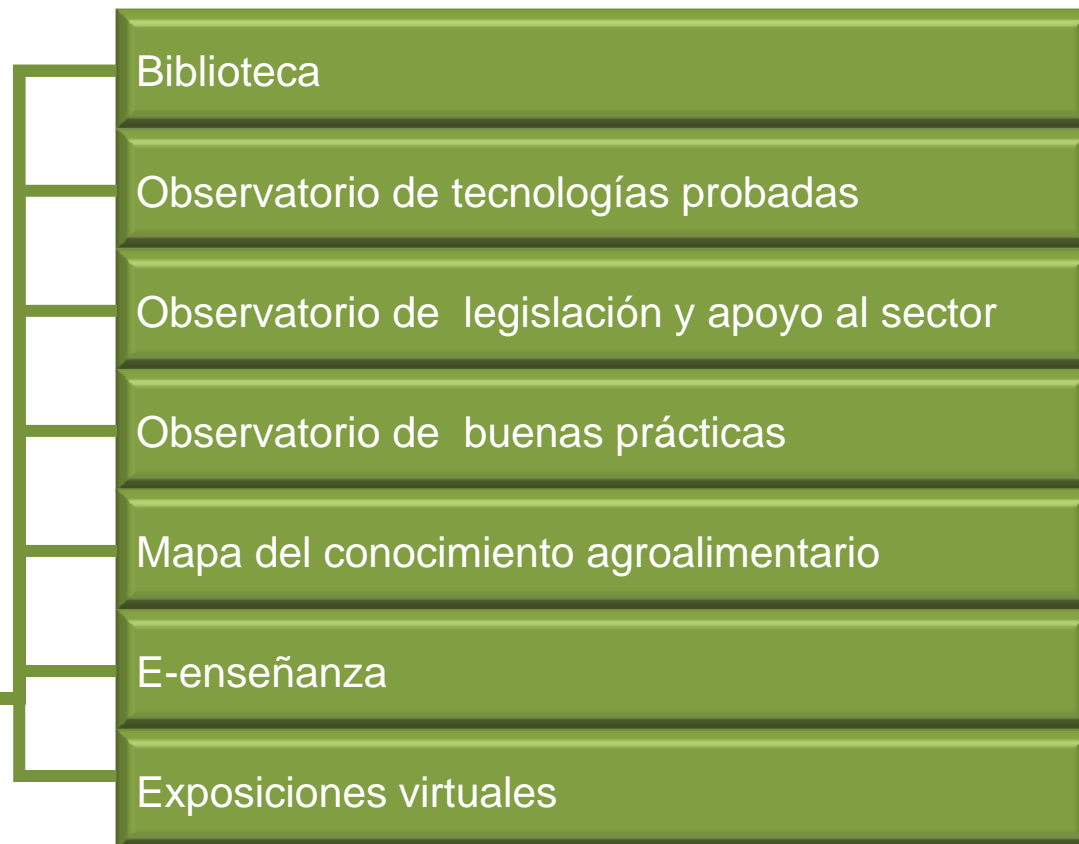 Biblioteca
Observatorio de tecnologías probadas
Observatorio de  legislación y apoyo al sector
Observatorio de  buenas prácticas
Mapa del conocimiento agroalimentario
E-enseñanza
Exposiciones virtuales